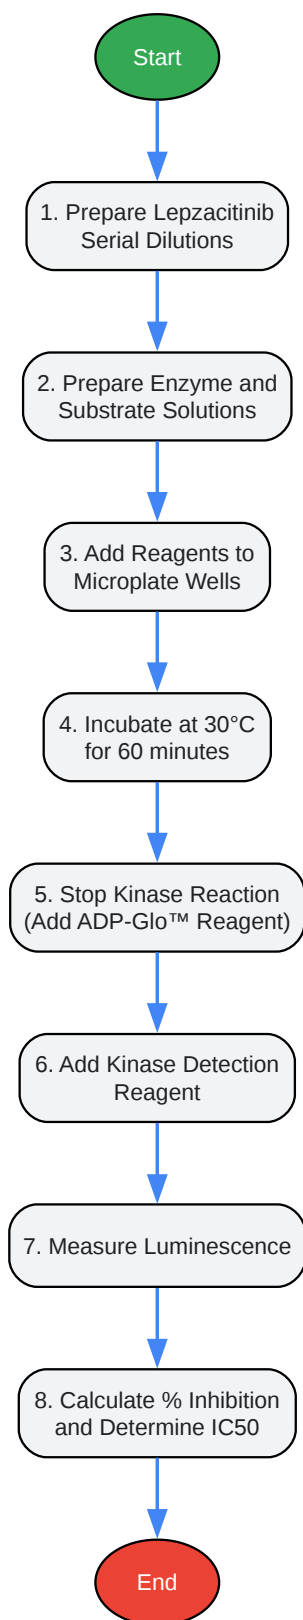 Start
1. Prepare Lepzacitinib
Serial Dilutions
2. Prepare Enzyme and
Substrate Solutions
3. Add Reagents to
Microplate Wells
4. Incubate at 30°C
for 60 minutes
5. Stop Kinase Reaction
(Add ADP-Glo™ Reagent)
6. Add Kinase Detection
Reagent
7. Measure Luminescence
8. Calculate % Inhibition
and Determine IC50
End